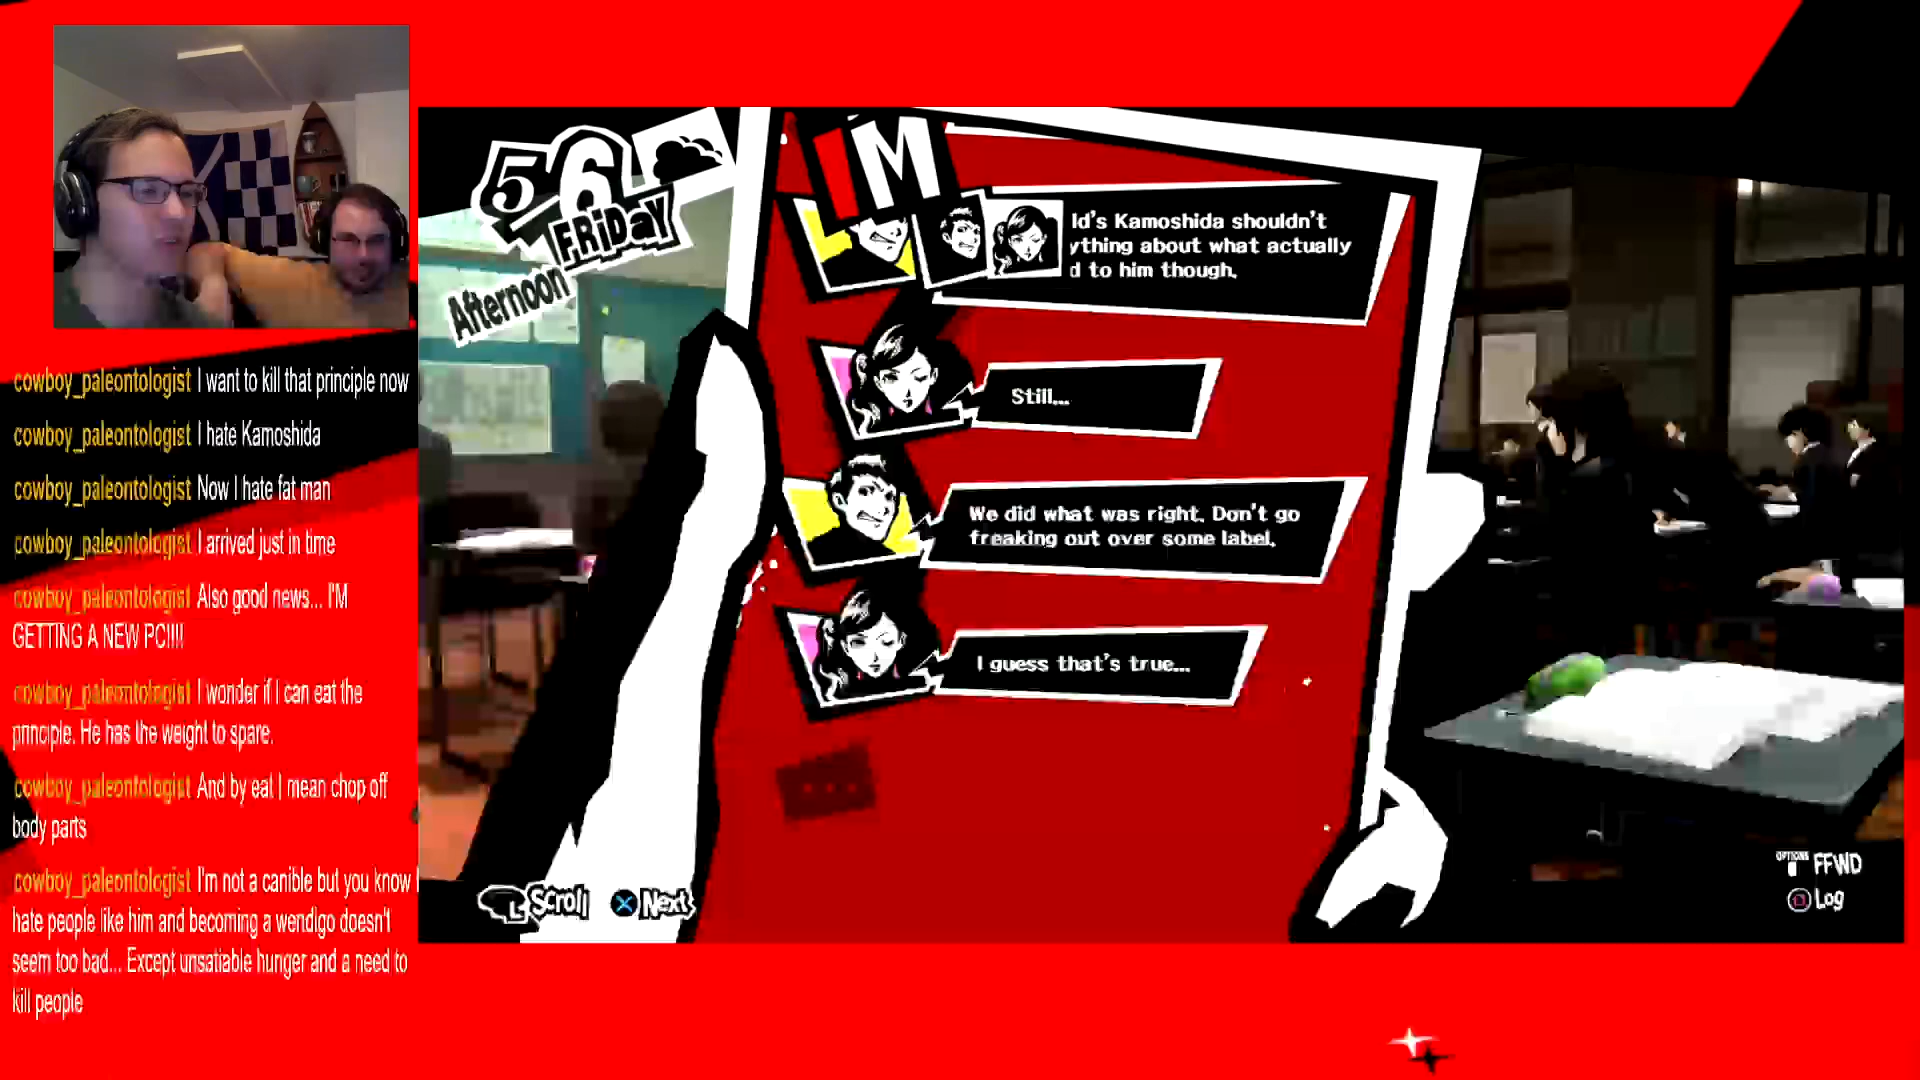 5/6
FRiDaY
Afternoon
IM
ld's Kamoshida shouldn't
ything about what actually
d to him though.
Still...
We did what was right. Don't go
freaking out over some label.
I guess that's true...
Scroll
Next
OPTIONS FFWD
Log
cowboy_paleontologist I want to kill that principle now
cowboy_paleontologist I hate Kamoshida
cowboy_paleontologist Now I hate fat man
cowboy_paleontologist I arrived just in time
cowboy_paleontologist Also good news... I'M
GETTING A NEW PC!!!!
cowboy_paleontologist I wonder if I can eat the
principle. He has the weight to spare.
cowboy_paleontologist And by eat I mean chop off
body parts
cowboy_paleontologist I'm not a canible but you know I
hate people like him and becoming a wendigo doesn't
seem too bad... Except unsatiable hunger and a need to
kill people